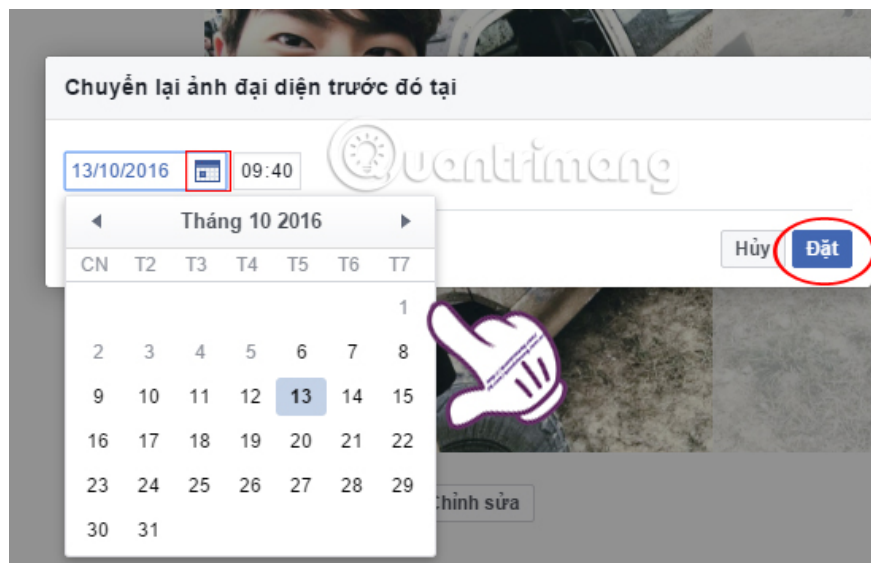 Chuyển lại ảnh đại diện trước đó tại
13/10/2016 09:40
Quantrimang
Tháng 10 2016
Hủy Đặt
CN T2 T3 T4 T5 T6 T7
1
2 3 4 5 6 7 8
9 10 11 12 13 14 15
16 17 18 19 20 21 22
23 24 25 26 27 28 29
Chỉnh sửa
30 31